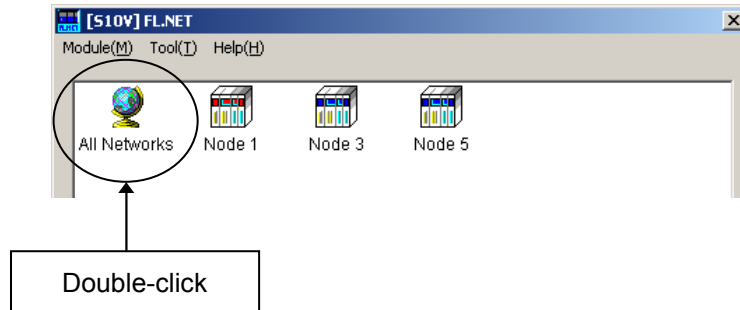 [S10V] FL.NET
Module(M) Tool(T) Help(H)
All Networks Node 1 Node 3 Node 5
Double-click